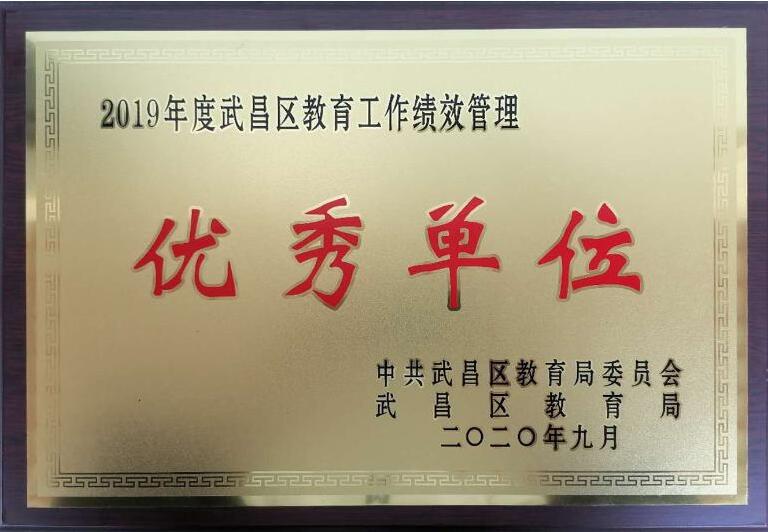 2019年度武昌区教育工作绩效管理
优秀单位
中共武昌区教育局委员会
武昌区教育局
二〇二〇年九月